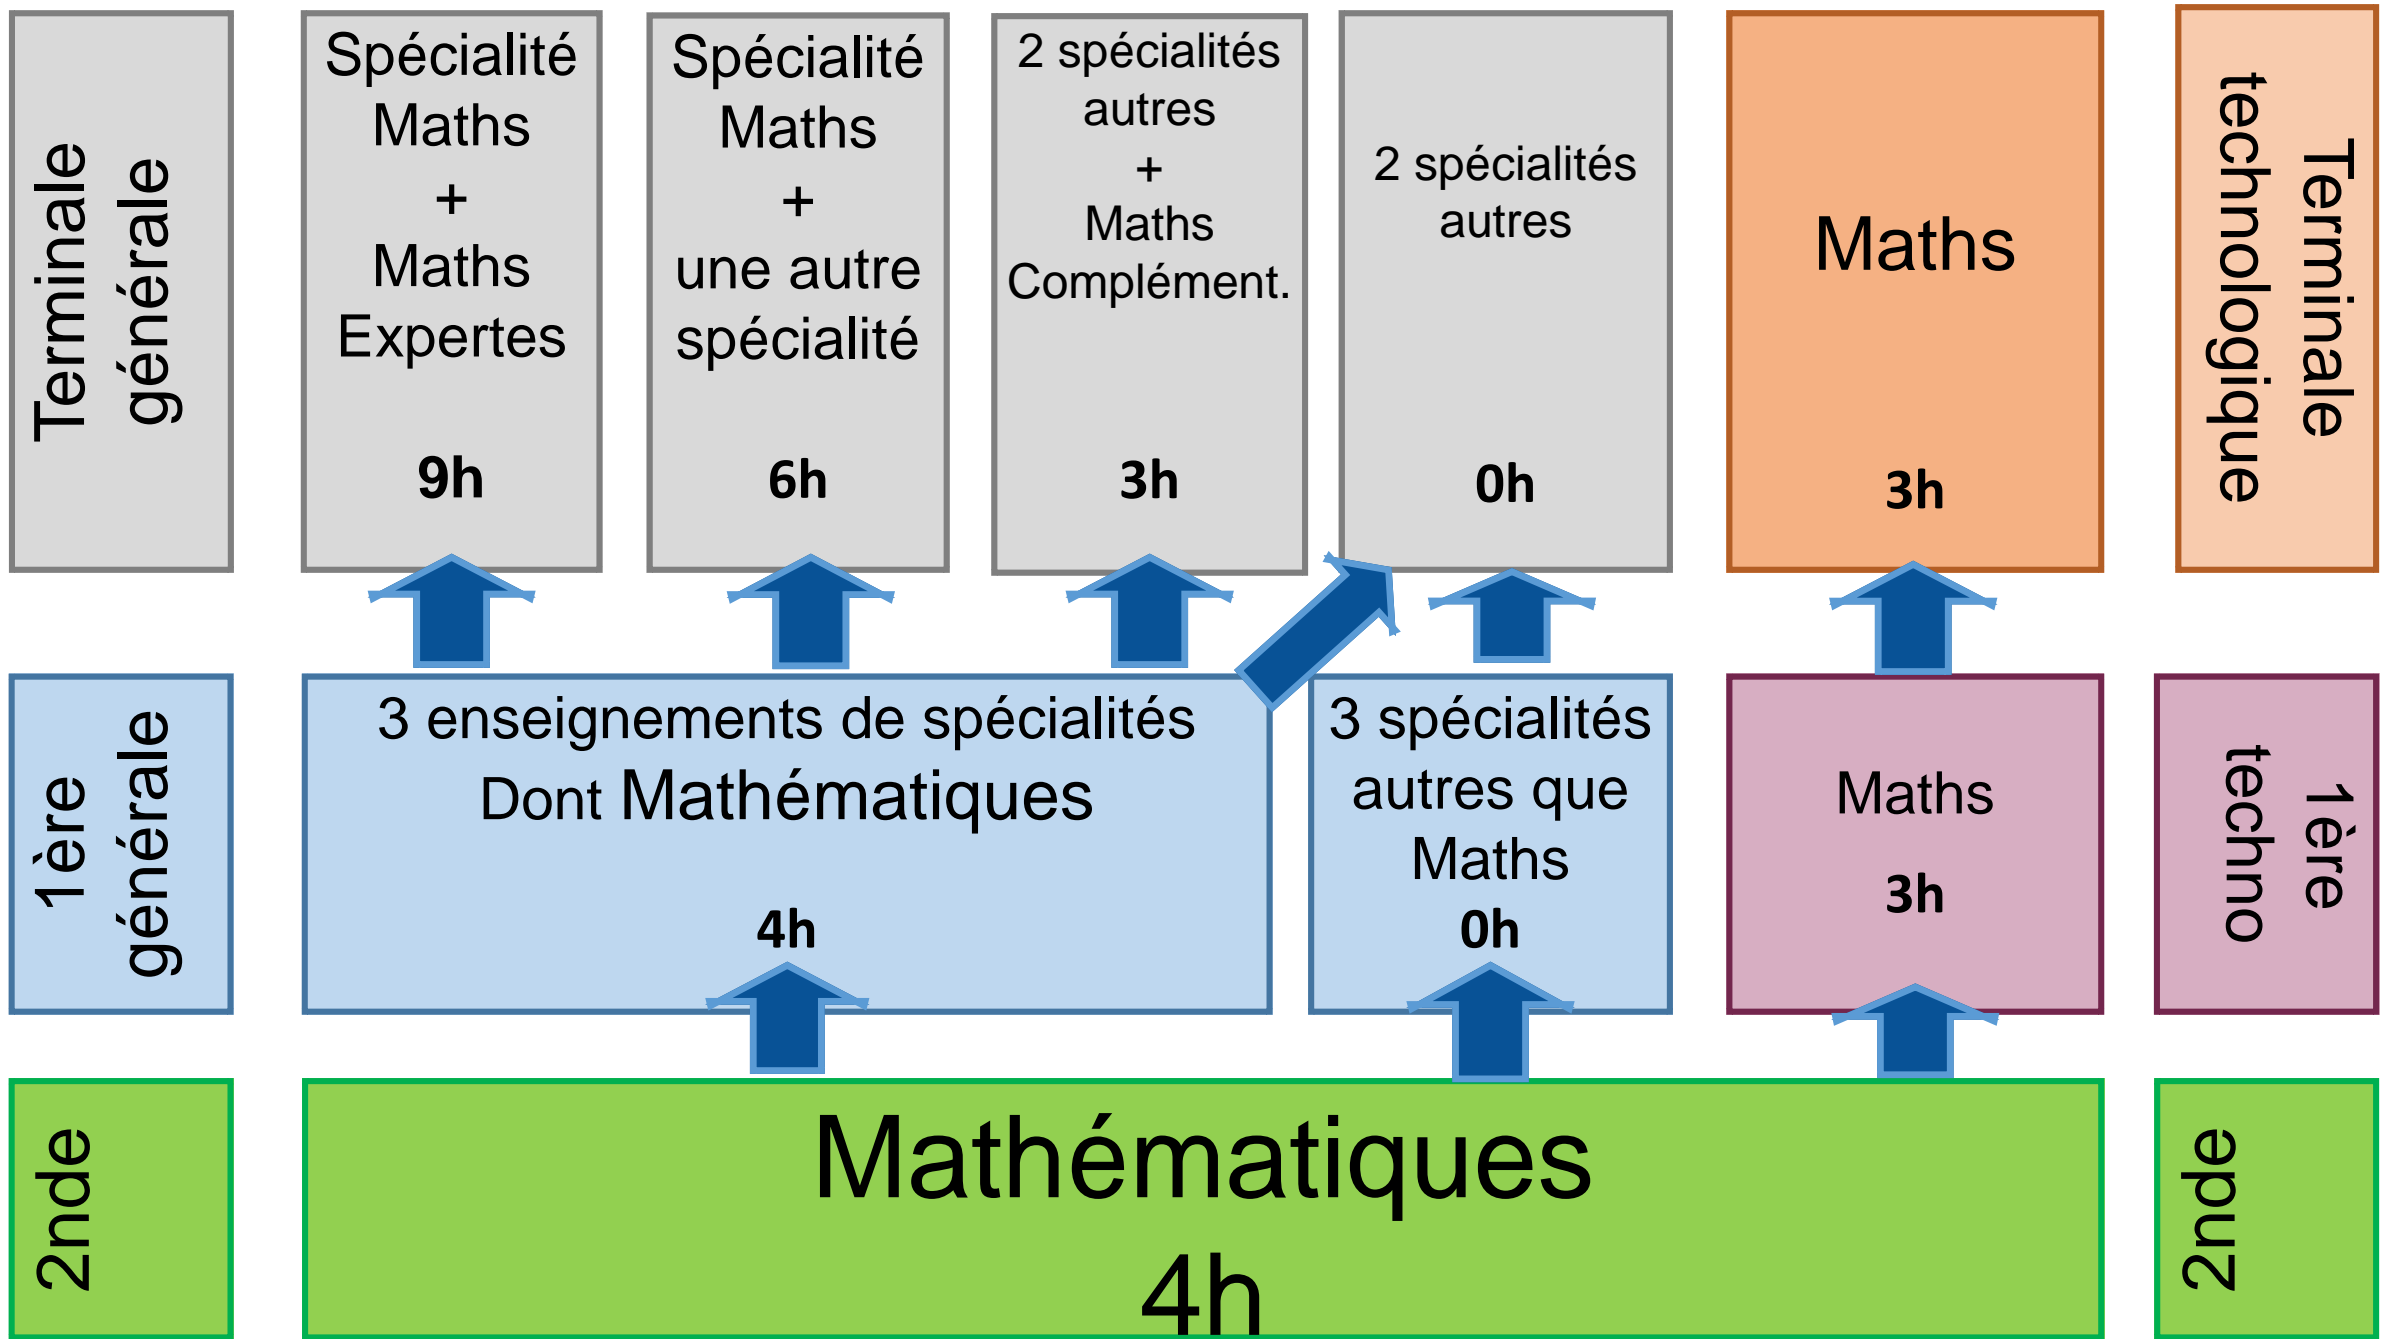 Terminale
générale
Spécialité
Maths
+
Maths
Expertes
9h
Spécialité
Maths
+
une autre
spécialité
6h
2 spécialités
autres
+
Maths
Complément.
3h
2 spécialités
autres
0h
Maths
3h
Terminale
technologique
1ère
générale
3 enseignements de spécialités
Dont Mathématiques
4h
3 spécialités
autres que
Maths
0h
Maths
3h
1ère
techno
2nde
Mathématiques
4h
2nde